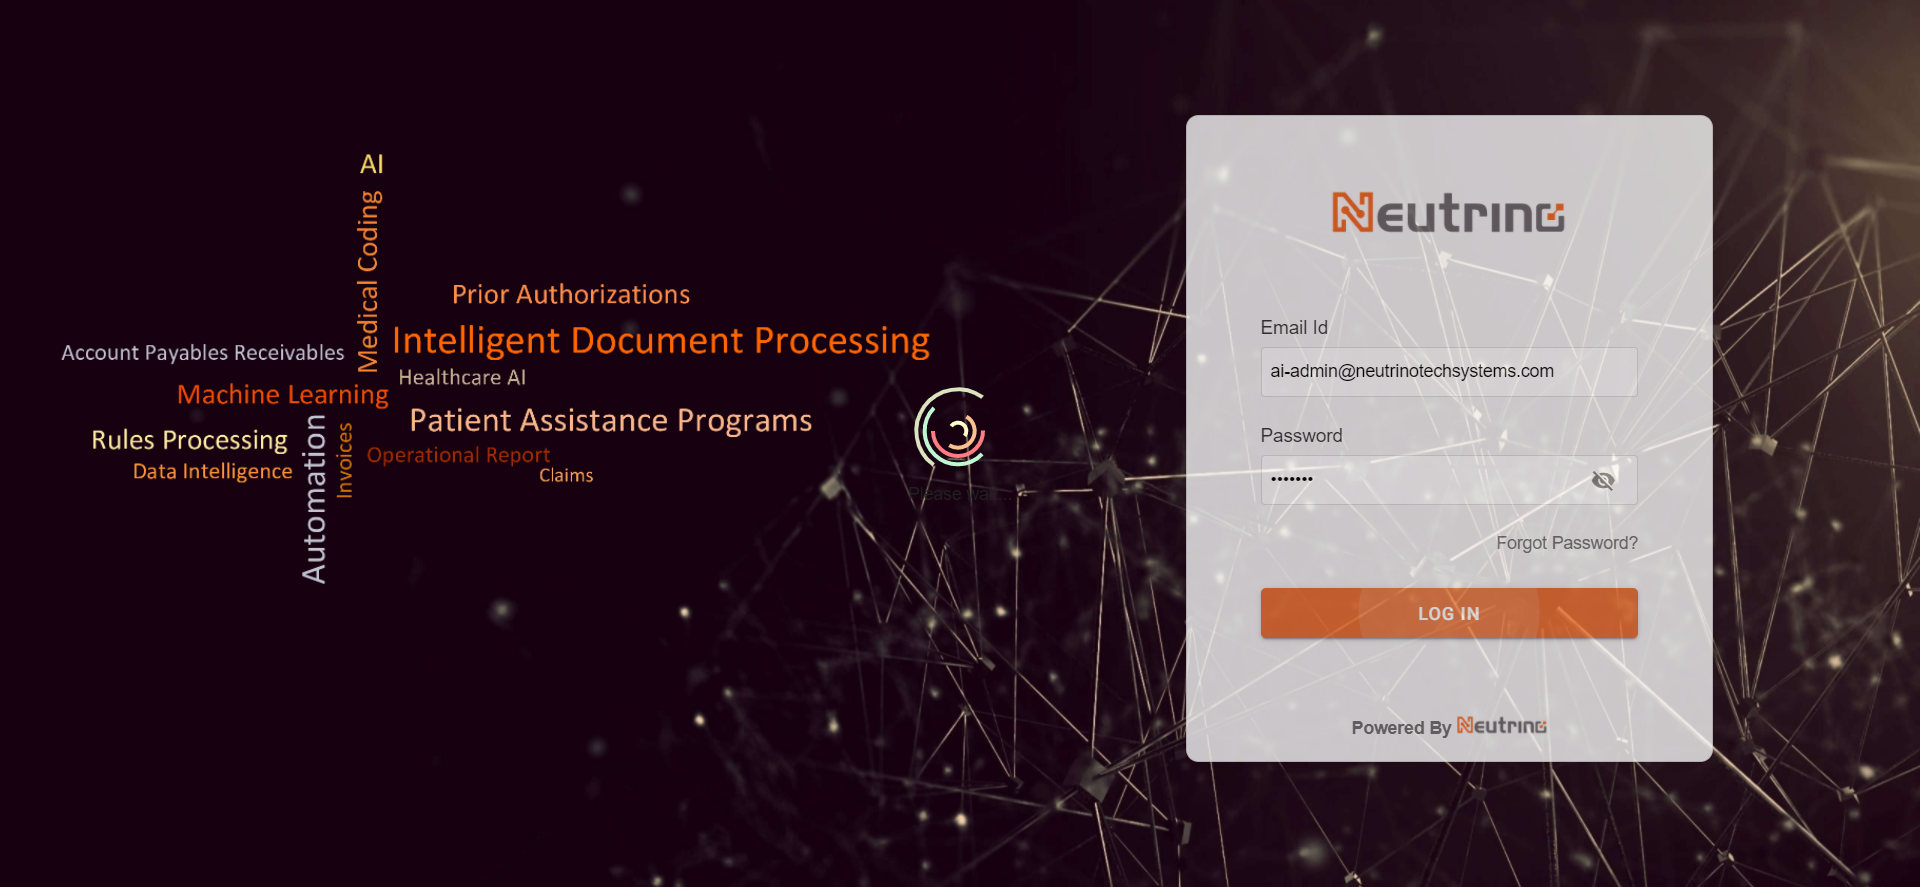 AI
Medical Coding
Prior Authorizations
Intelligent Document Processing
Account Payables Receivables
Healthcare AI
Machine Learning
Patient Assistance Programs
Rules Processing
Automation
Invoices
Operational Report
Data Intelligence
Claims
Please wait...
Neutrino
Email Id
ai-admin@neutrinotechsystems.com
Password
•••••••
Forgot Password?
LOG IN
Powered By Neutrino